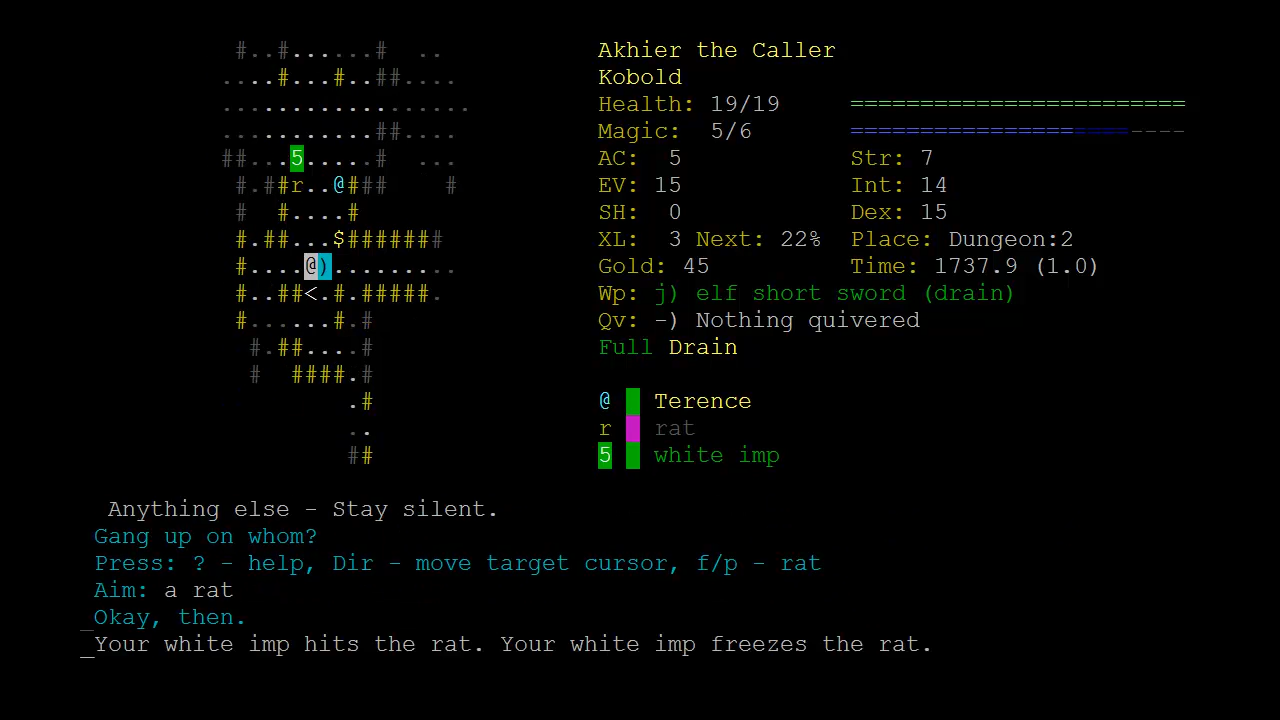 #..#......#  ..          Akhier the Caller
....#...#..##....          Kobold
..................          Health: 19/19     ========================
...........##....          Magic:  5/6      ====================----
##...5.....#  ...          AC:  5            Str: 7
#.##r..@###    #          EV: 15            Int: 14
#  #....#          SH:  0            Dex: 15
#.##...$#######          XL:  3 Next: 22%  Place: Dungeon:2
#....@).........          Gold: 45          Time: 1737.9 (1.0)
#..##<.#.#####.          Wp: j) elf short sword (drain)
#......#.#          Qv: -) Nothing quivered
#.##....#          Full Drain
#  ####.#
.#          @   Terence
..          r   rat
##          5   white imp
Anything else - Stay silent.
Gang up on whom?
Press: ? - help, Dir - move target cursor, f/p - rat
Aim: a rat
_Okay, then.
_Your white imp hits the rat. Your white imp freezes the rat.